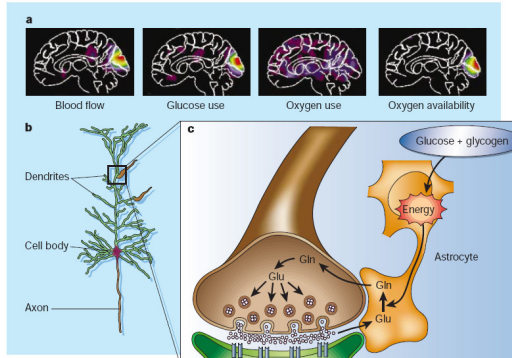 a
Blood flow
Glucose use
Oxygen use
Oxygen availability
b
Dendrites
Cell body
Axon
c
Glucose + glycogen
Energy
Astrocyte
Gln
Glu
Gln
Glu